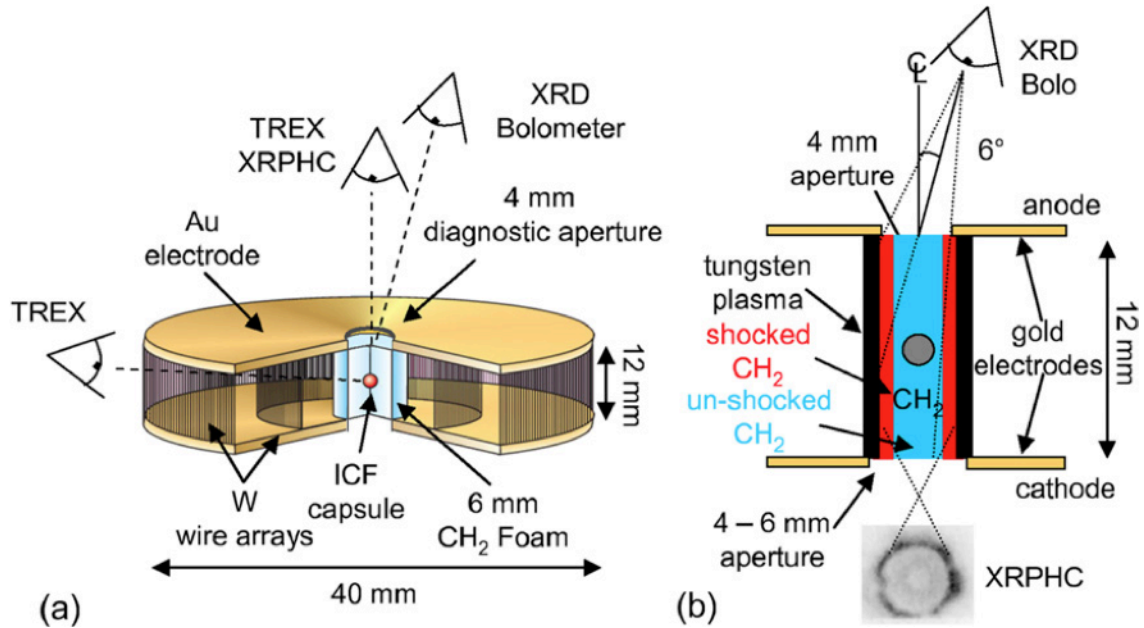 XRD
Bolometer
TREX
XRPHC
4 mm
diagnostic aperture
Au
electrode
TREX
12 mm
W
wire arrays
ICF
capsule
6 mm
CH₂ Foam
40 mm
(a)
℄
XRD
Bolo
6°
4 mm
aperture
anode
tungsten
plasma
shocked
CH₂
un-shocked
CH₂
CH₂
gold
electrodes
12 mm
cathode
4 – 6 mm
aperture
XRPHC
(b)